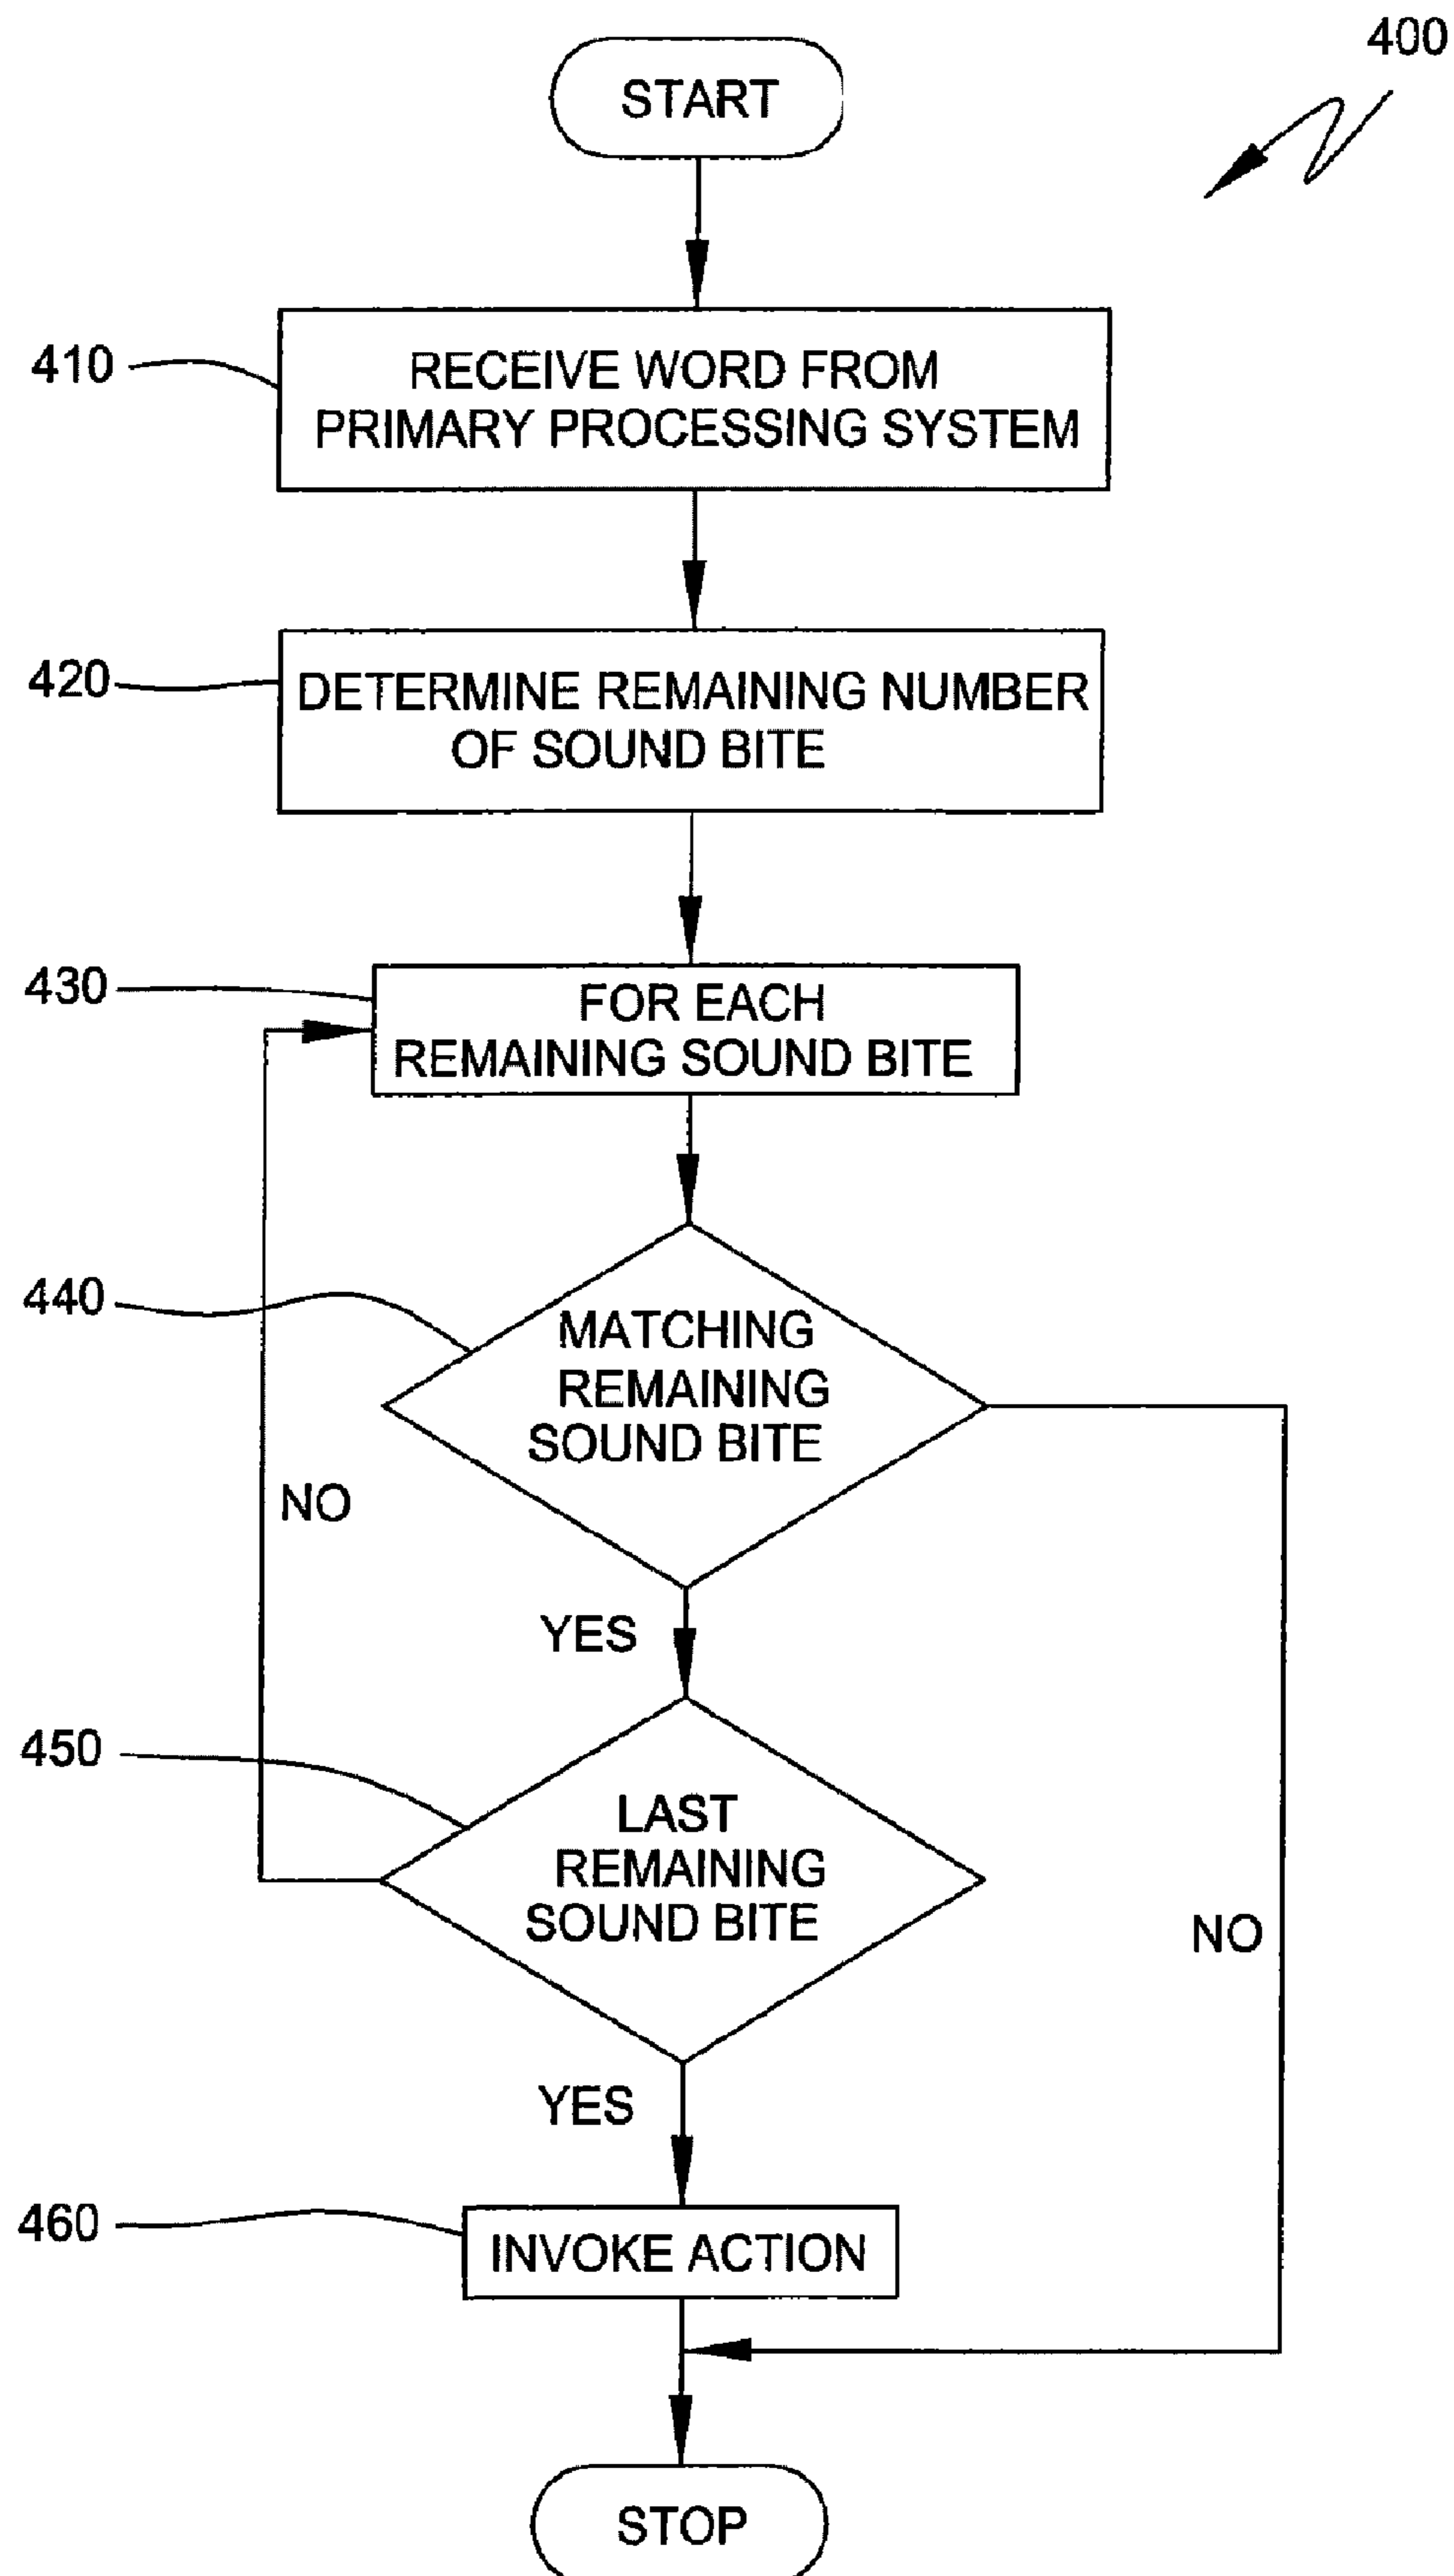 400
START
410
RECEIVE WORD FROM
PRIMARY PROCESSING SYSTEM
420
DETERMINE REMAINING NUMBER
OF SOUND BITE
430
FOR EACH
REMAINING SOUND BITE
440
MATCHING
REMAINING
SOUND BITE
NO
YES
450
LAST
REMAINING
SOUND BITE
NO
YES
460
INVOKE ACTION
STOP